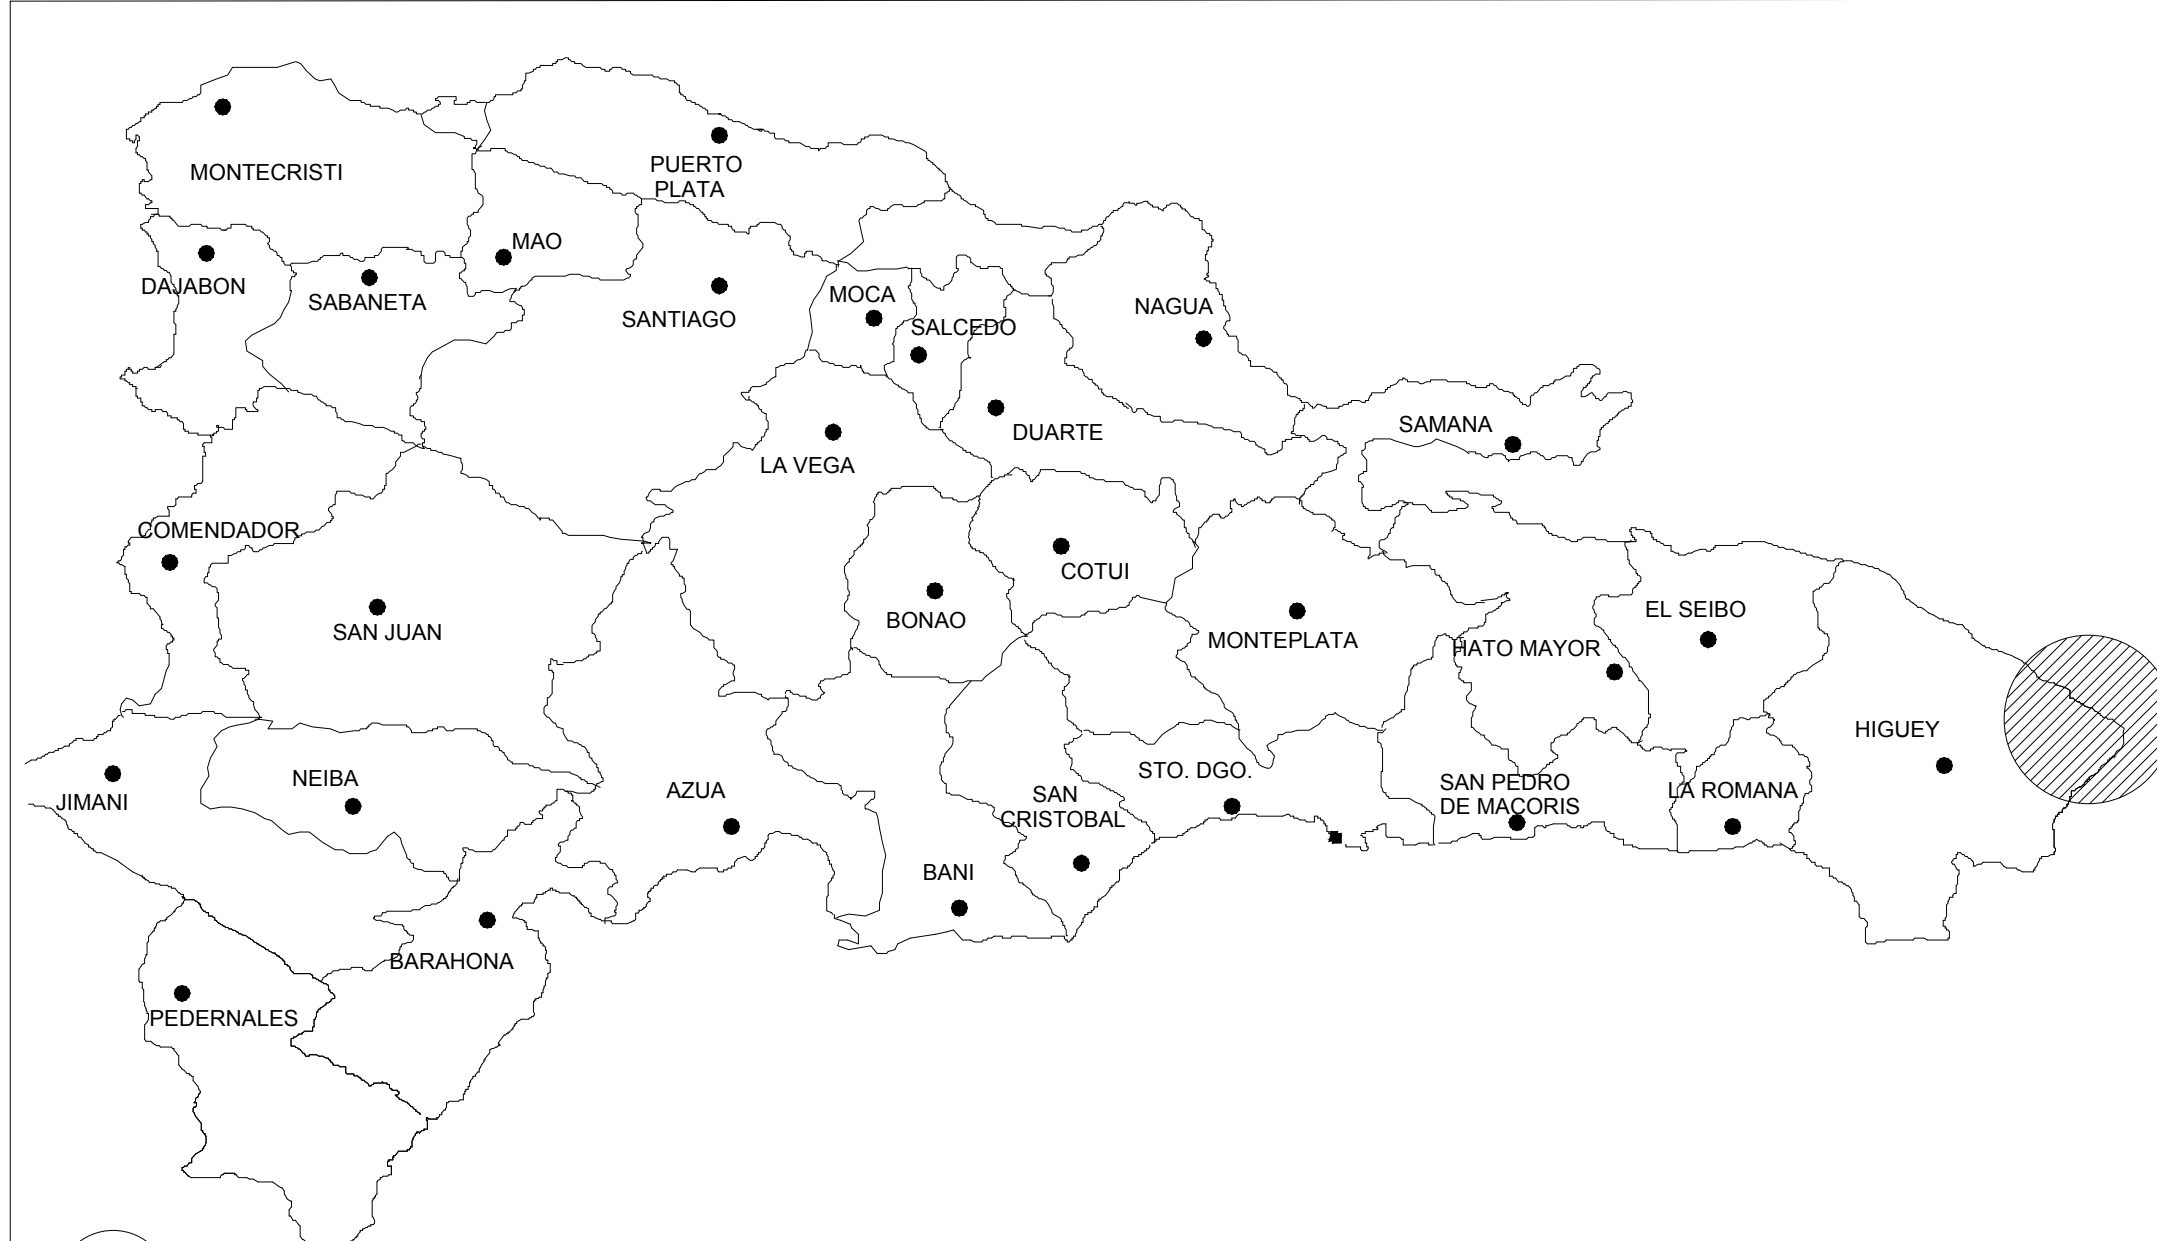 MONTECRISTI
PUERTO
PLATA
MAO
DAJABON
SABANETA
SANTIAGO
MOCA
SALCEDO
NAGUA
SAMANA
DUARTE
LA VEGA
COMENDADOR
COTUI
SAN JUAN
BONAO
MONTEPLATA
HATO MAYOR
EL SEIBO
HIGUEY
JIMANI
NEIBA
AZUA
STO. DGO.
SAN
CRISTOBAL
SAN PEDRO
DE MACORIS
LA ROMANA
BANI
BARAHONA
PEDERNALES